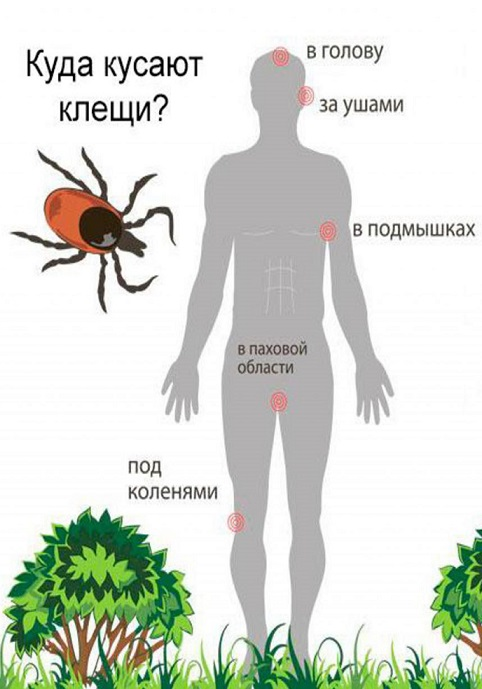 Куда кусают
клещи?
в голову
за ушами
в подмышках
в паховой
области
под
коленями